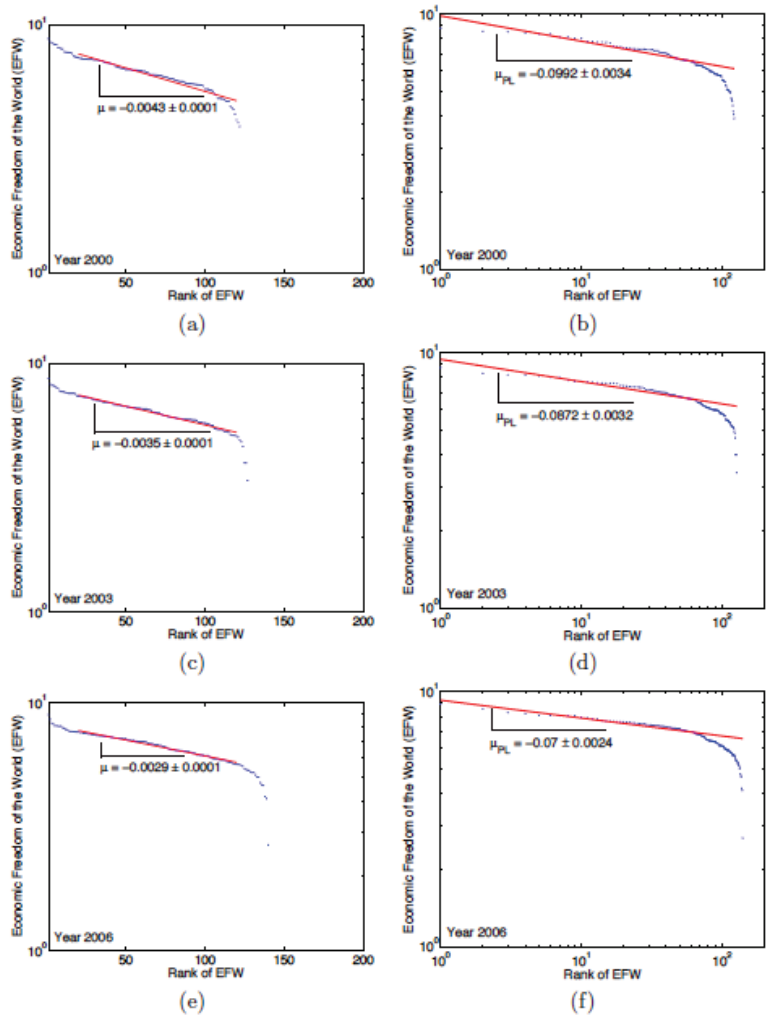 10^1
Economic Freedom of the World (EFW)
μ = −0.0043 ± 0.0001
Year 2000
10^0
50 100 150 200
Rank of EFW
(a)
10^1
Economic Freedom of the World (EFW)
μ_PL = −0.0992 ± 0.0034
Year 2000
10^0
10^0 10^1 10^2
Rank of EFW
(b)
10^1
Economic Freedom of the World (EFW)
μ = −0.0035 ± 0.0001
Year 2003
10^0
50 100 150 200
Rank of EFW
(c)
10^1
Economic Freedom of the World (EFW)
μ_PL = −0.0872 ± 0.0032
Year 2003
10^0
10^0 10^1 10^2
Rank of EFW
(d)
10^1
Economic Freedom of the World (EFW)
μ = −0.0029 ± 0.0001
Year 2006
10^0
50 100 150 200
Rank of EFW
(e)
10^1
Economic Freedom of the World (EFW)
μ_PL = −0.07 ± 0.0024
Year 2006
10^0
10^0 10^1 10^2
Rank of EFW
(f)